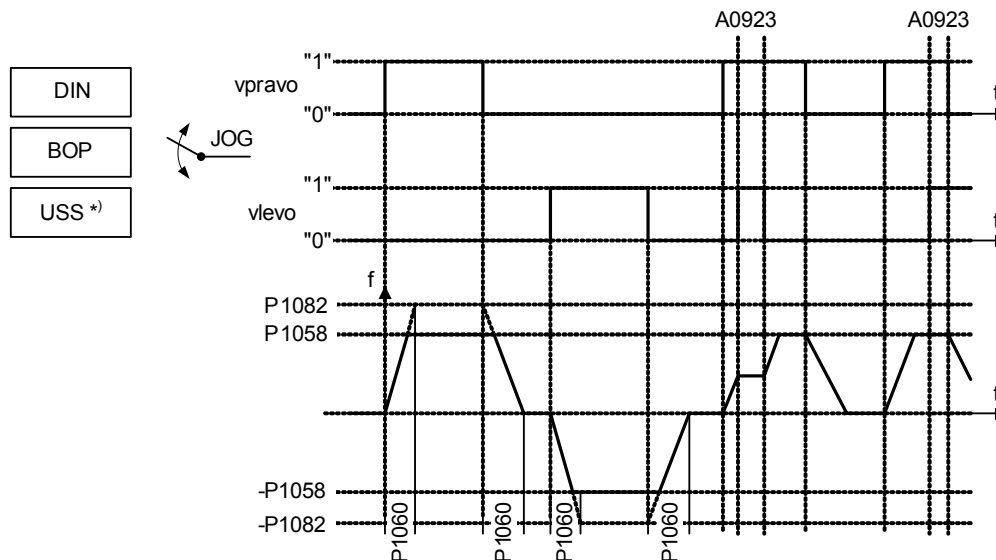 A0923 A0923
"1"
DIN
vpravo
"0"
t
BOP
JOG
"1"
USS *)
vlevo
"0"
t
f
P1082
P1058
t
-P1058
-P1082
P1060 P1060 P1060 P1060